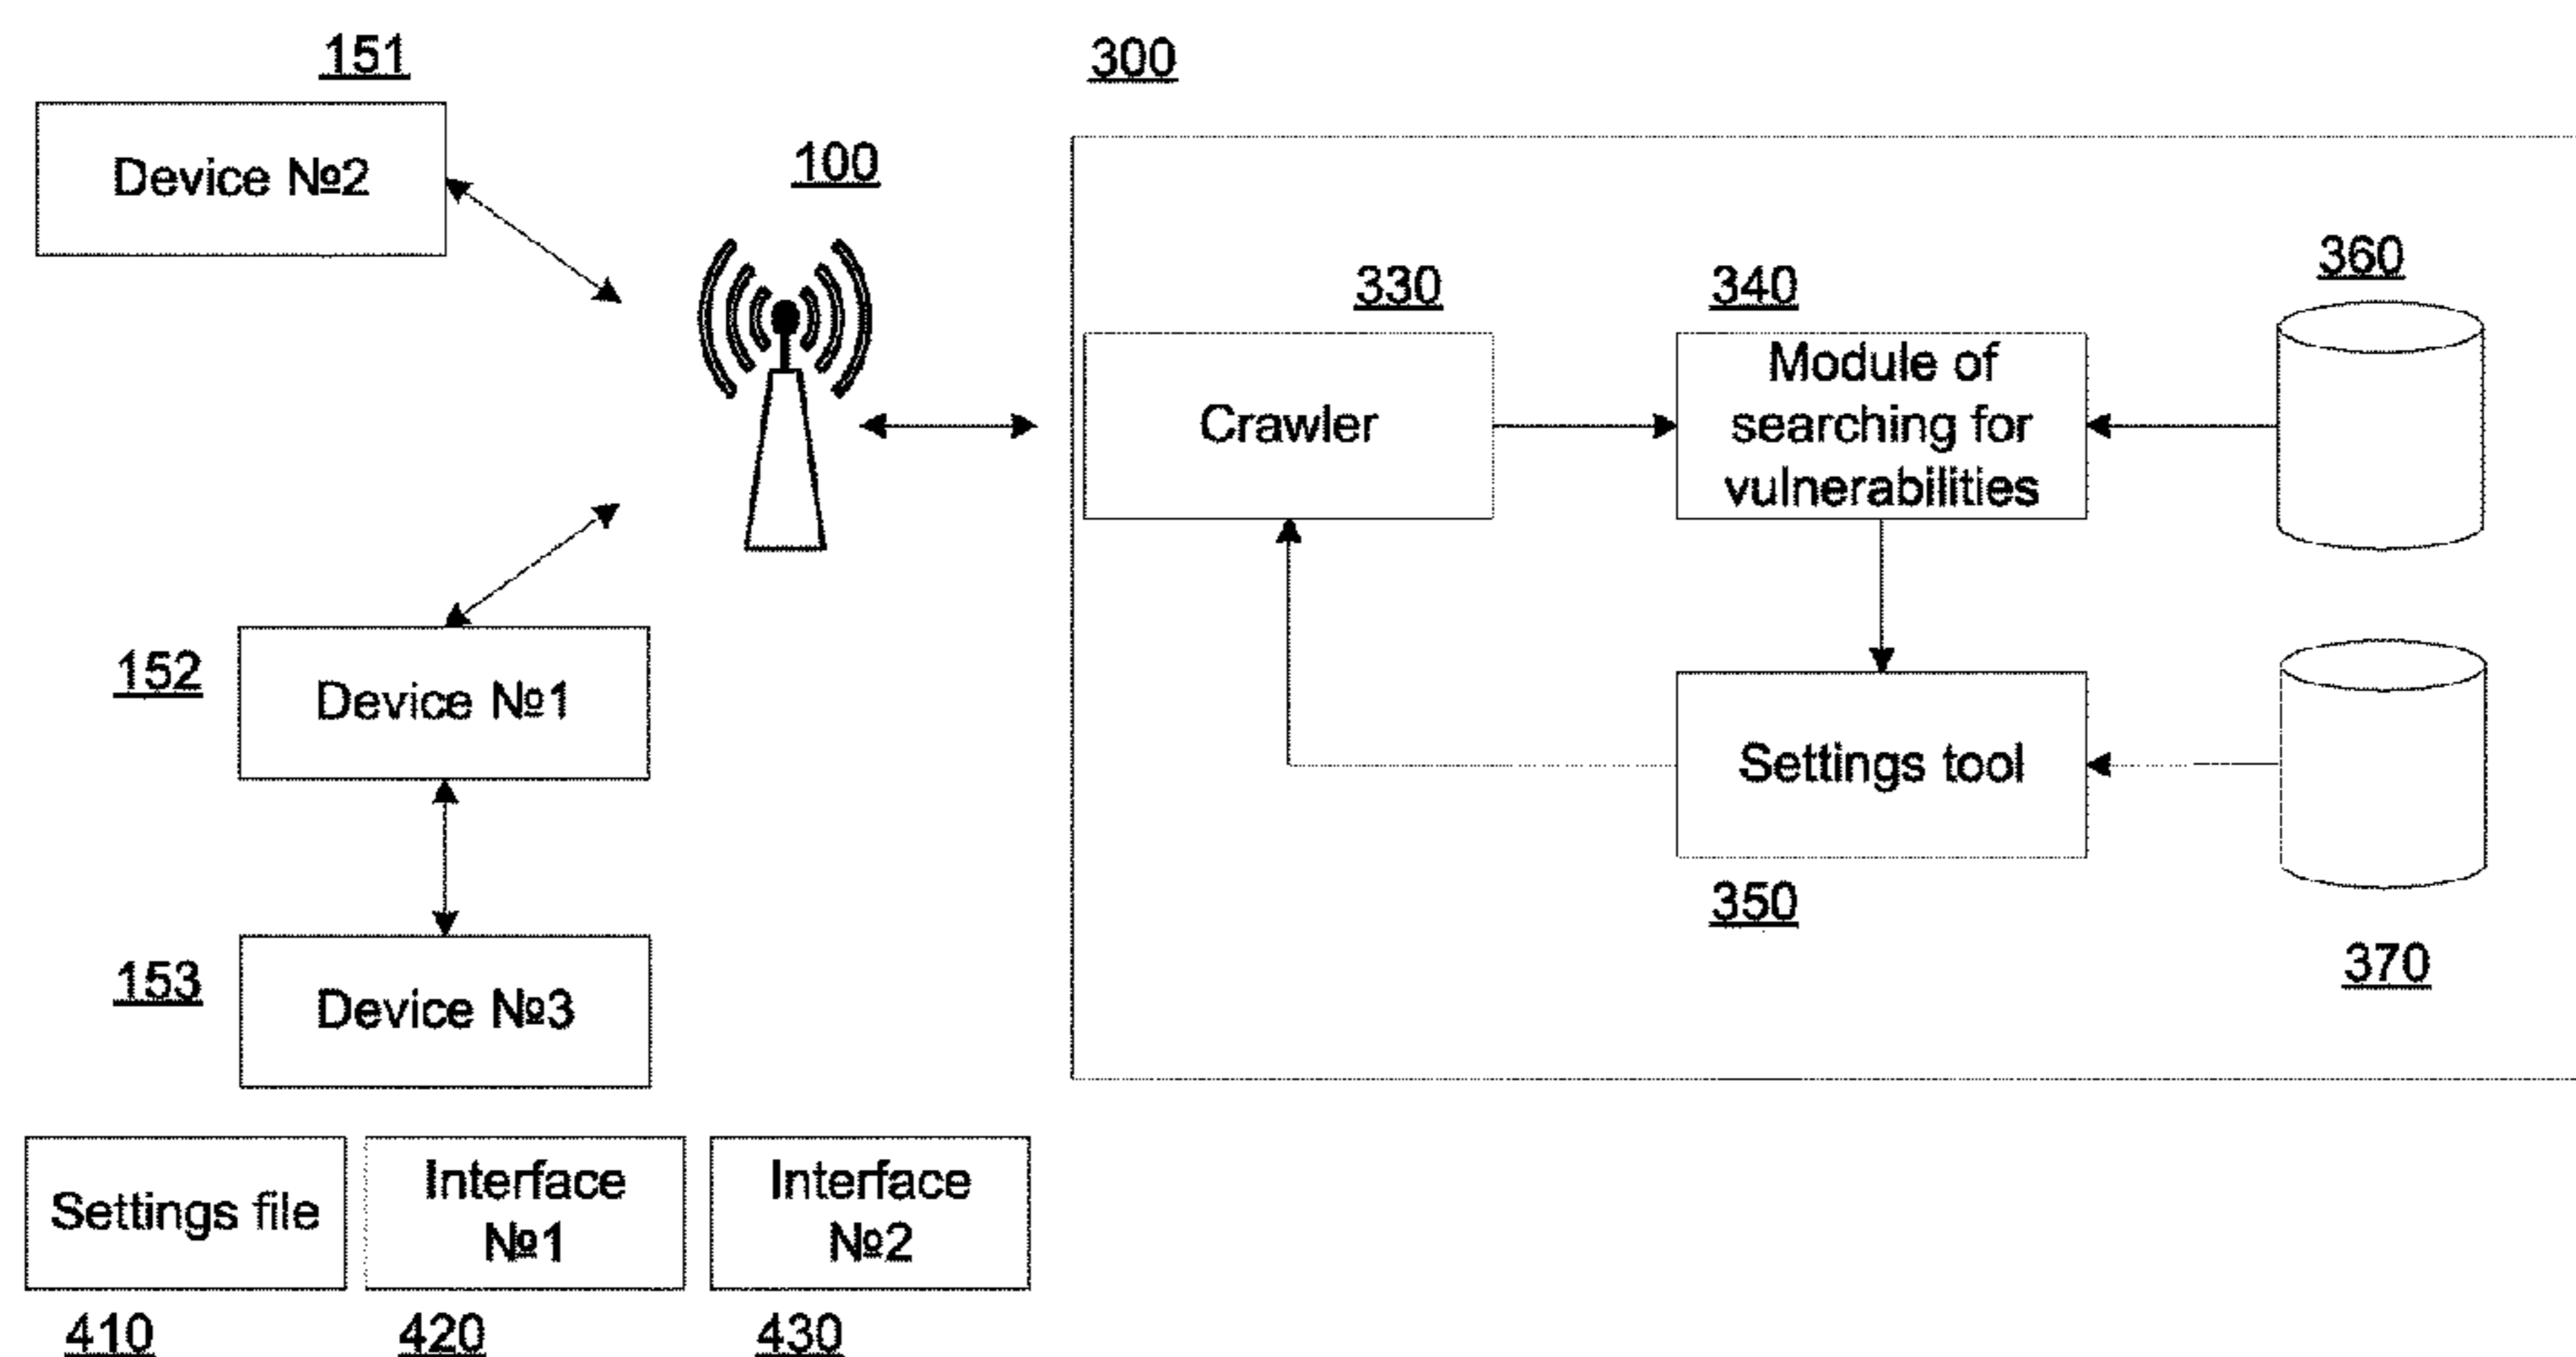 151
Device №2
100
300
330
Crawler
340
Module of
searching for
vulnerabilities
360
152
Device №1
Settings tool
350
370
153
Device №3
Settings file
410
Interface
№1
420
Interface
№2
430